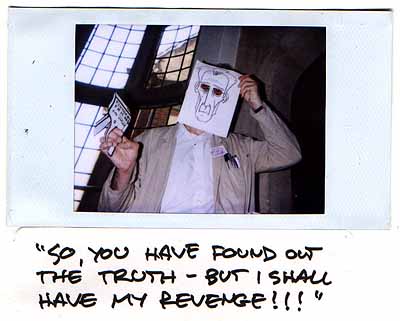 "SO, YOU HAVE FOUND OUT
THE TRUTH - BUT I SHALL
HAVE MY REVENGE!!!"